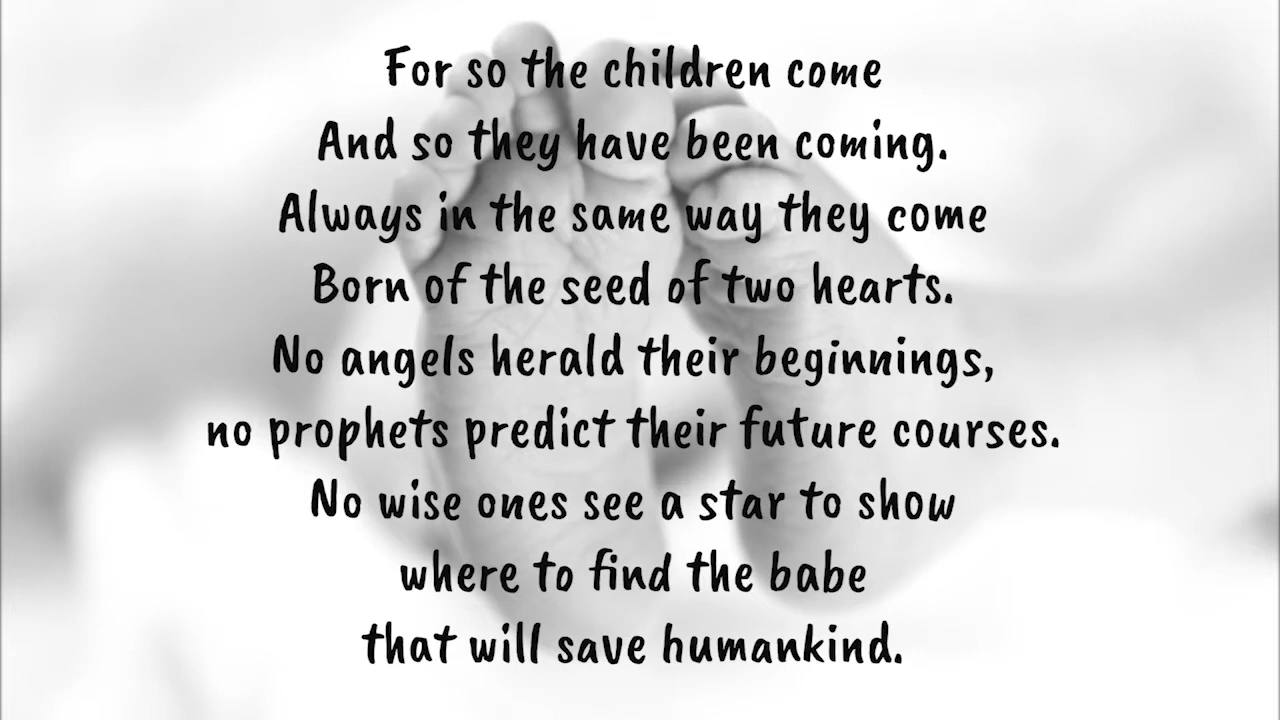 For so the children come
And so they have been coming.
Always in the same way they come
Born of the seed of two hearts.
No angels herald their beginnings,
no prophets predict their future courses.
No wise ones see a star to show
where to find the babe
that will save humankind.